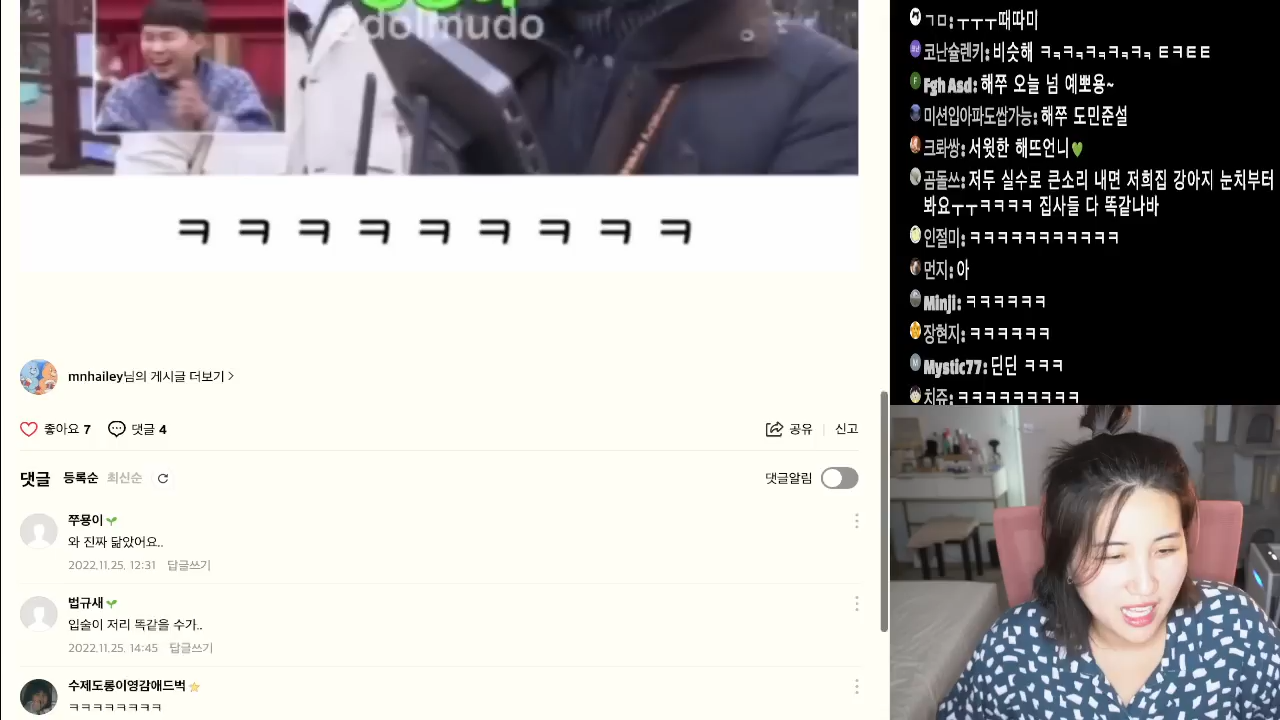 @dolmudo
ㅋㅋㅋㅋㅋㅋㅋㅋㅋ
mnhailey님의 게시글 더보기 >
좋아요 7 댓글 4
공유 신고
댓글 등록순 최신순
댓글알림
쭈묭이
와 진짜 닮았어요..
2022.11.25. 12:31 답글쓰기
법규새
입술이 저리 똑같을 수가..
2022.11.25. 14:45 답글쓰기
수제도롱이영감애드벅
ㅋㅋㅋㅋㅋㅋㅋㅋ
ㄱㅁ: ㅜㅜㅜ때따미
코난슐렌키: 비슷해 ㅋㅋㅋㅋㅋㅋㅋㅋ ㅌㅋㅌㅌ
Fgh Asd: 해쭈 오늘 넘 예뽀용~
미션입아파도쌉가능: 해쭈 도민준설
크롸쌍: 서윗한 해뜨언니💚
곰돌쓰: 저두 실수로 큰소리 내면 저희집 강아지 눈치부터
봐요ㅜㅜㅋㅋㅋㅋ 집사들 다 똑같나바
인절미: ㅋㅋㅋㅋㅋㅋㅋㅋㅋㅋㅋ
먼지: 아
Minji: ㅋㅋㅋㅋㅋㅋ
장현지: ㅋㅋㅋㅋㅋㅋ
Mystic77: 딘딘 ㅋㅋㅋ
치쥬: ㅋㅋㅋㅋㅋㅋㅋㅋㅋ